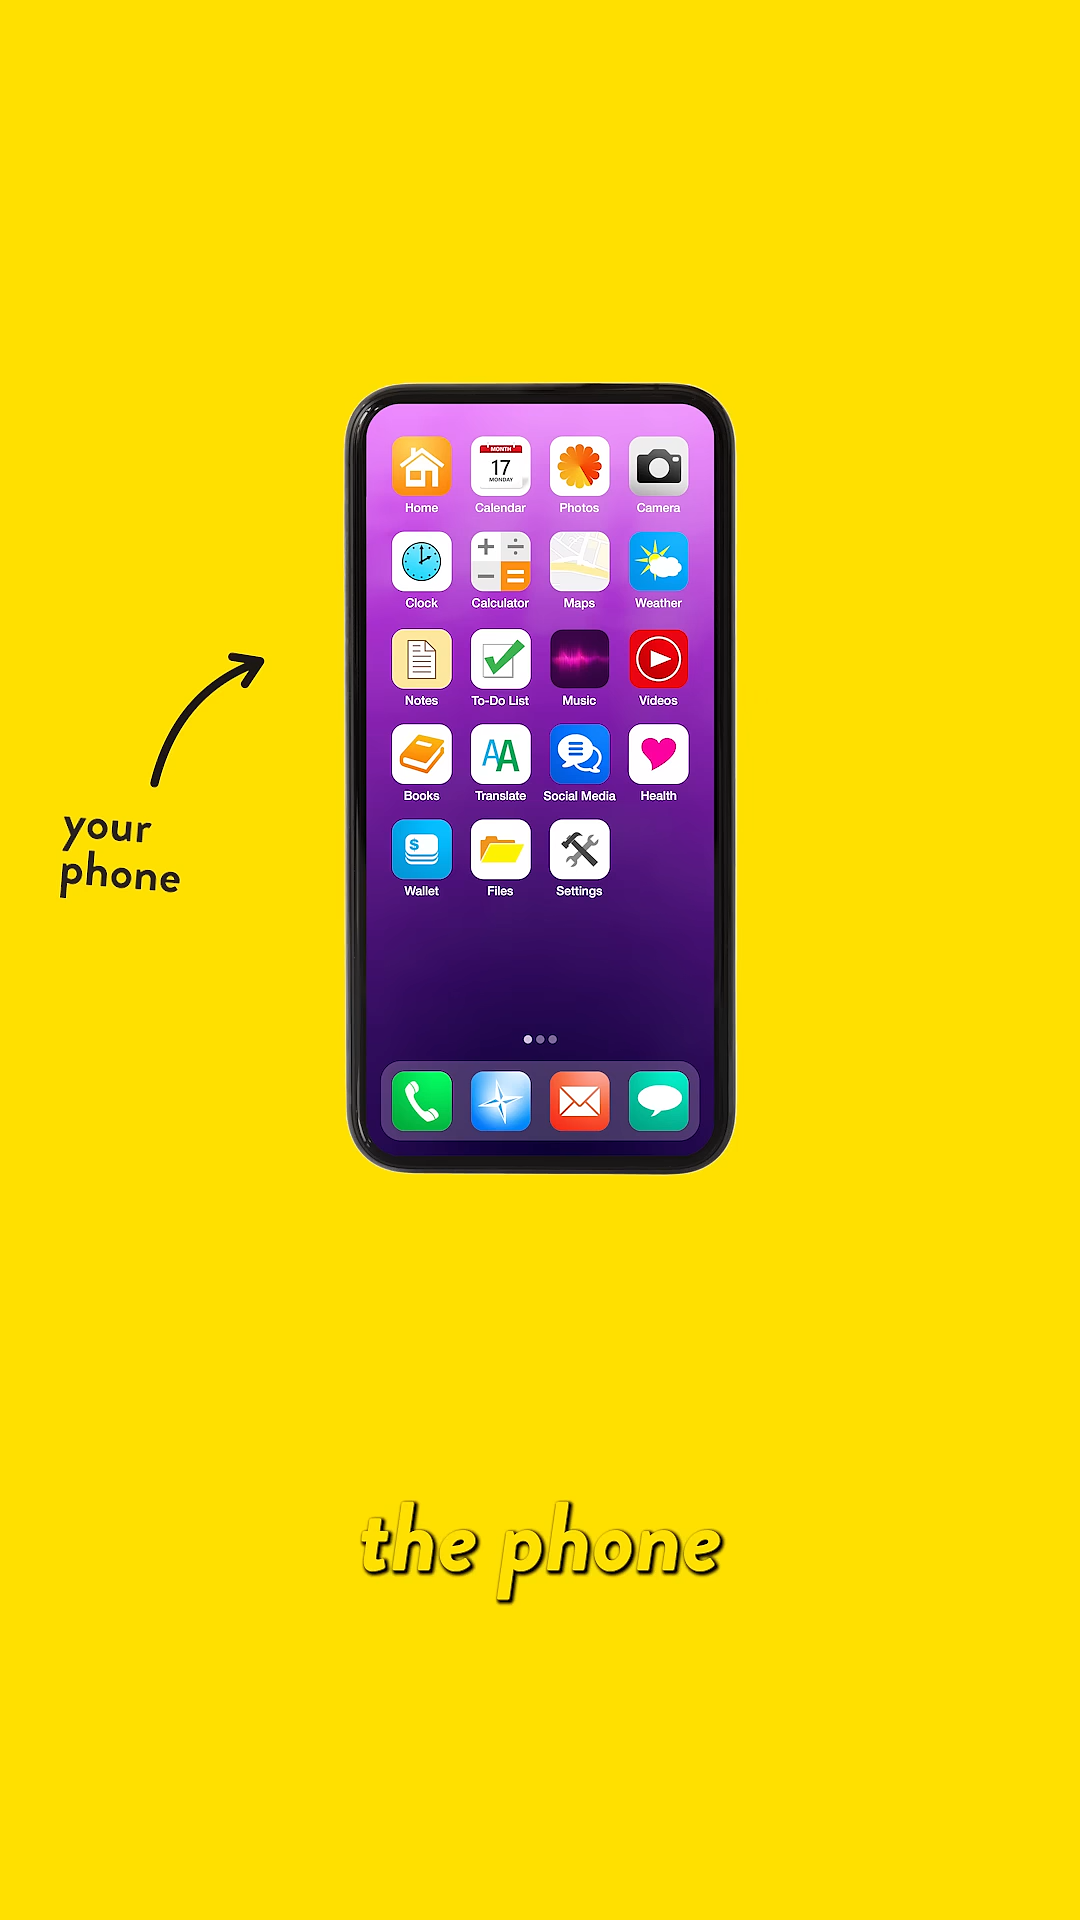 Home Calendar Photos Camera
MONTH
17
MONDAY
Clock Calculator Maps Weather
Notes To-Do List Music Videos
AA
Books Translate Social Media Health
$
Wallet Files Settings
your
phone
the phone